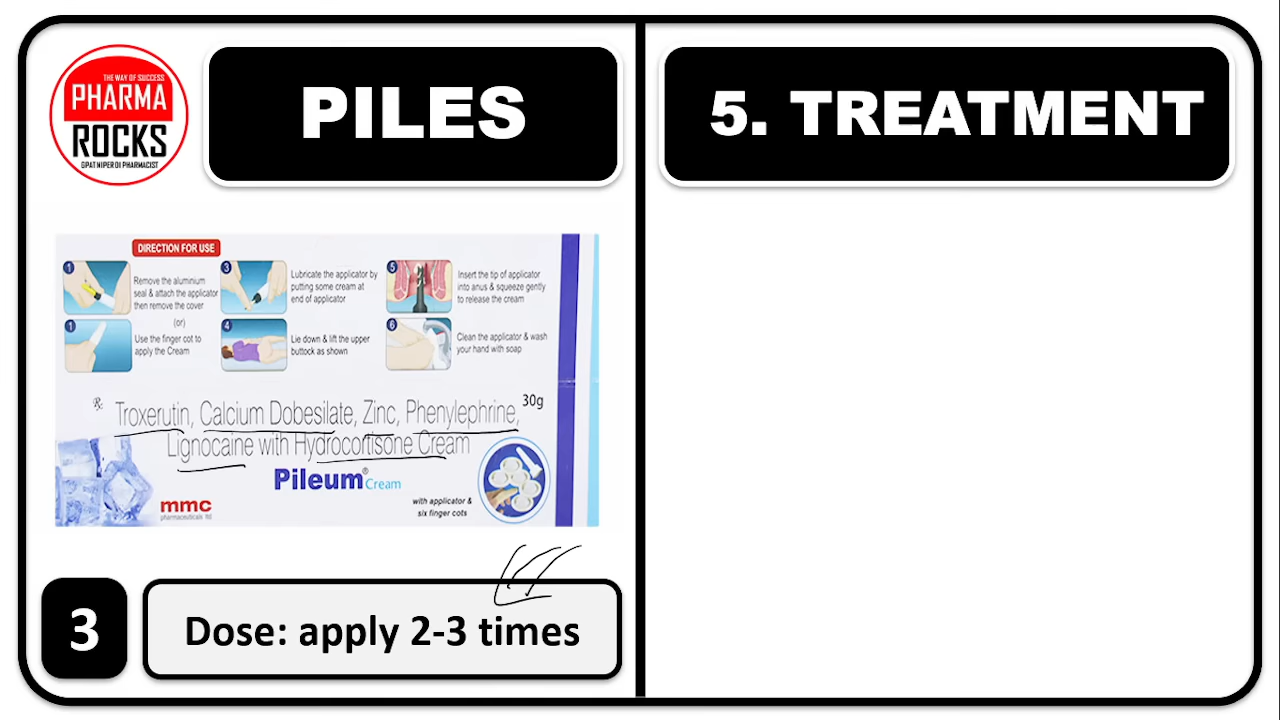 THE WAY OF SUCCESS
PHARMA
ROCKS
GPAT NIPER DI PHARMACIST
PILES
5. TREATMENT
DIRECTION FOR USE
1
Remove the aluminium
seal & attach the applicator
then remove the cover
(or)
1
Use the finger cot to
apply the Cream
3
Lubricate the applicator by
putting some cream at
end of applicator
4
Lie down & lift the upper
buttock as shown
5
Insert the tip of applicator
into anus & squeeze gently
to release the cream
6
Clean the applicator & wash
your hand with soap
Rx
Troxerutin, Calcium Dobesilate, Zinc, Phenylephrine,
30g
Lignocaine with Hydrocortisone Cream
Pileum® Cream
mmc
pharmaceuticals ltd
with applicator &
six finger cots
3
Dose: apply 2-3 times